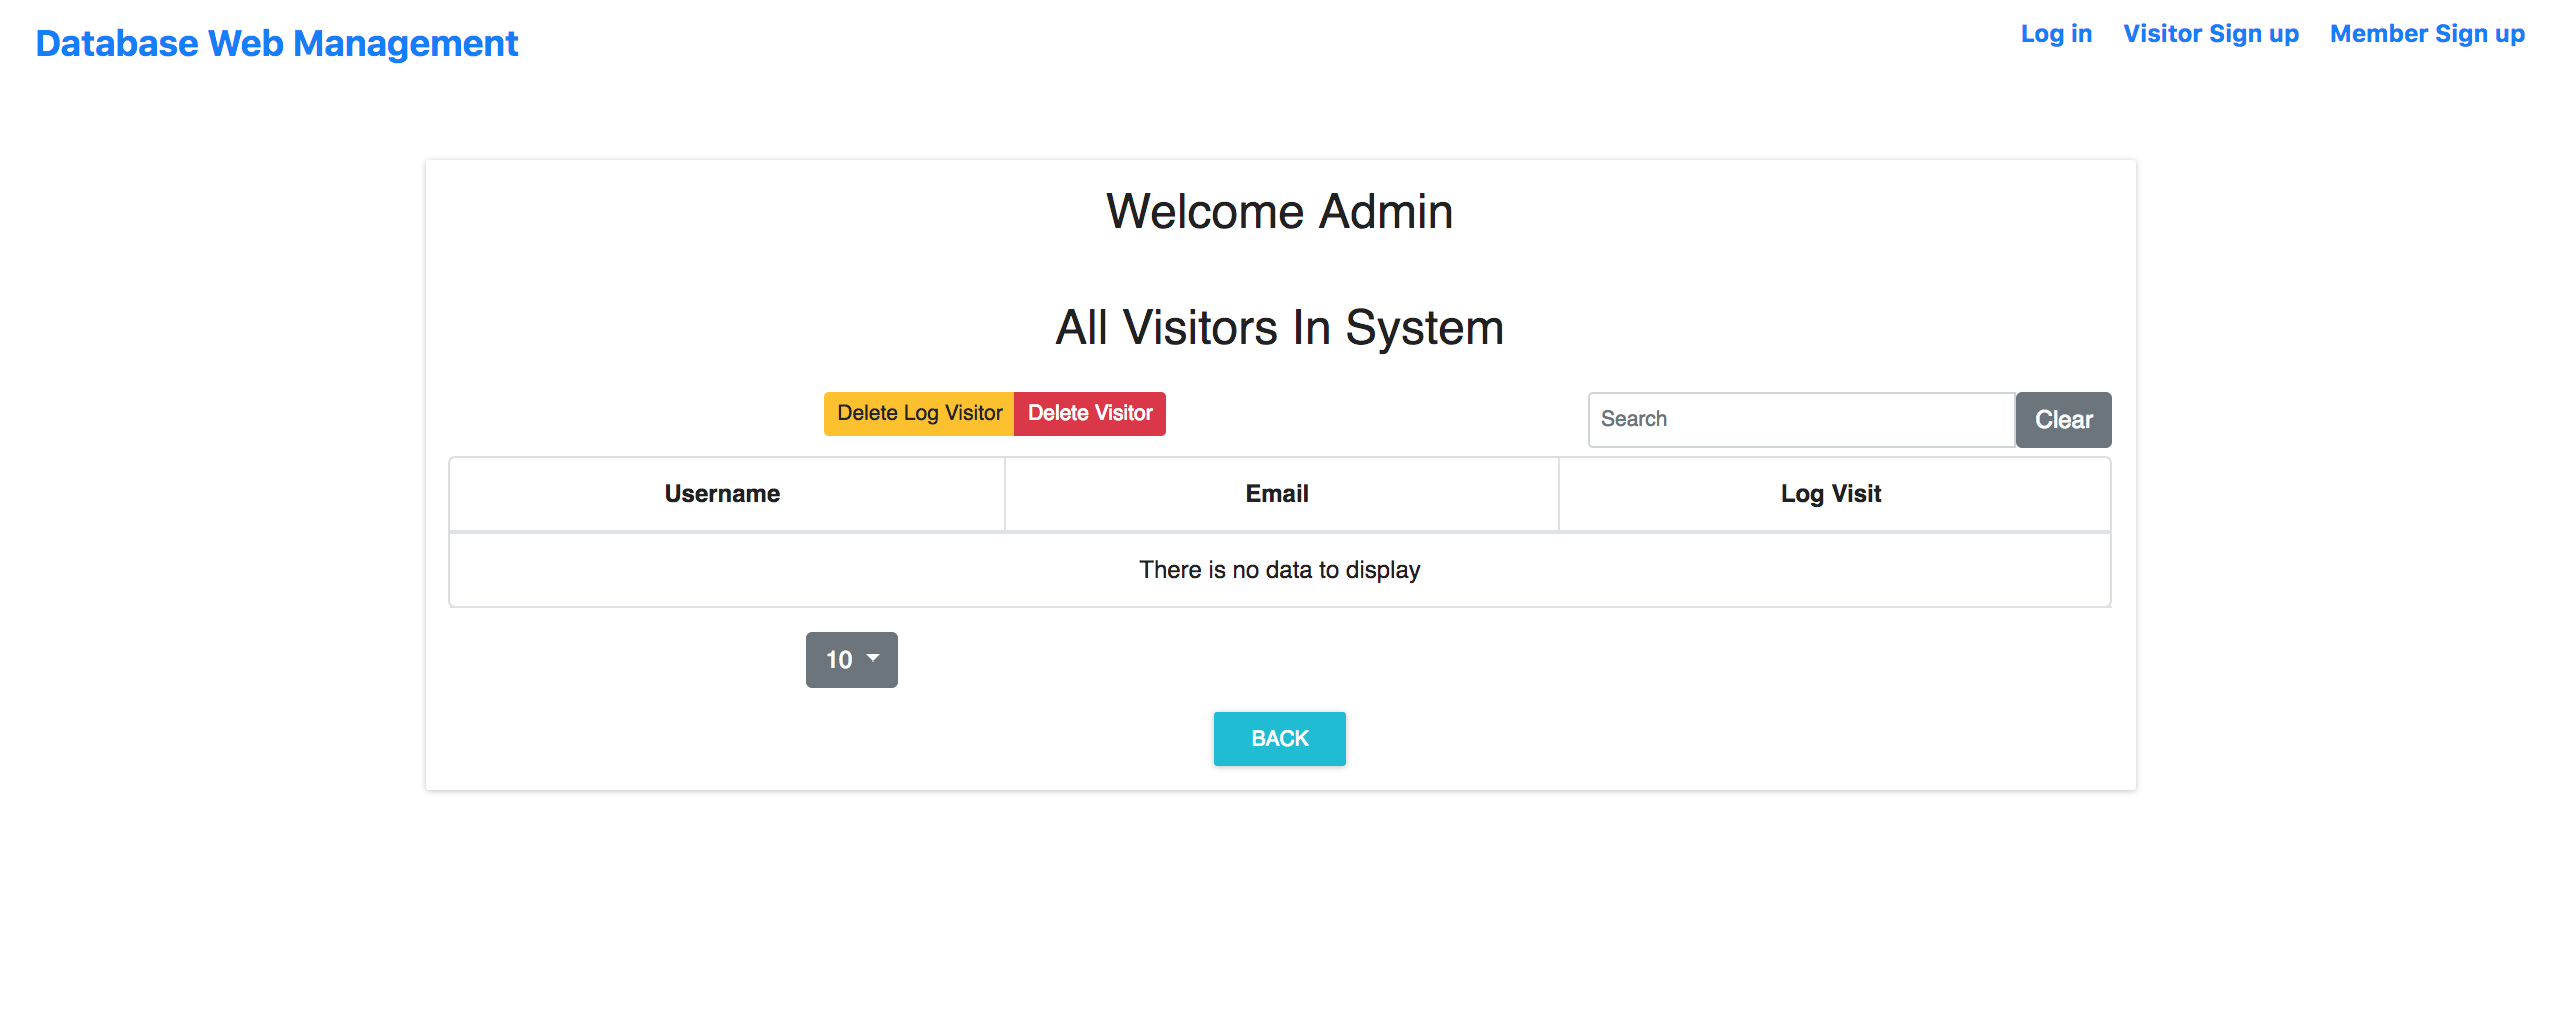 Database Web Management
Log in Visitor Sign up Member Sign up
Welcome Admin
All Visitors In System
Delete Log Visitor Delete Visitor Search Clear
Username Email Log Visit
There is no data to display
10
BACK